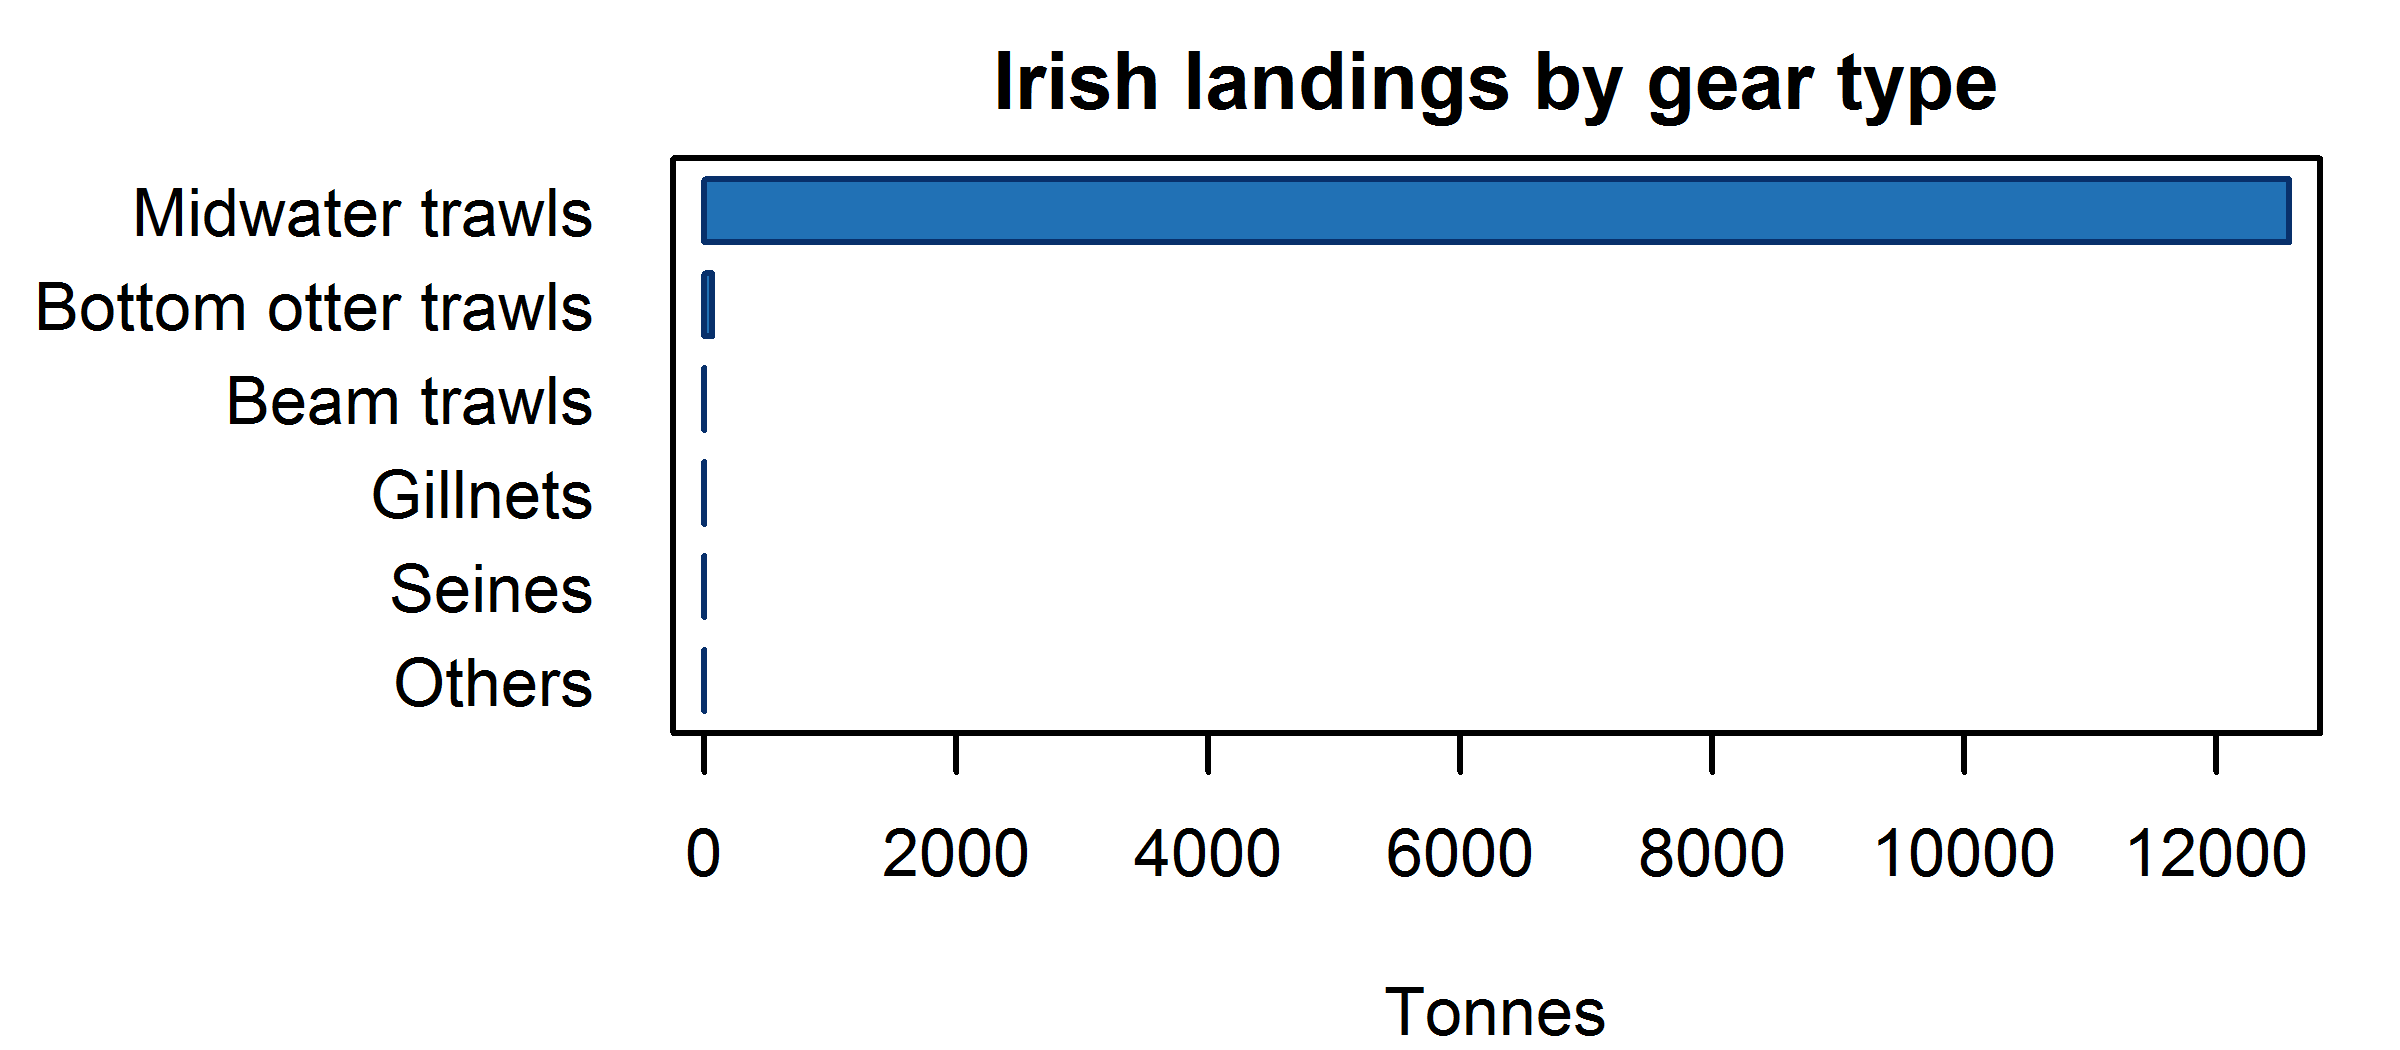 Irish landings by gear type
Midwater trawls
Bottom otter trawls
Beam trawls
Gillnets
Seines
Others
0 2000 4000 6000 8000 10000 12000
Tonnes